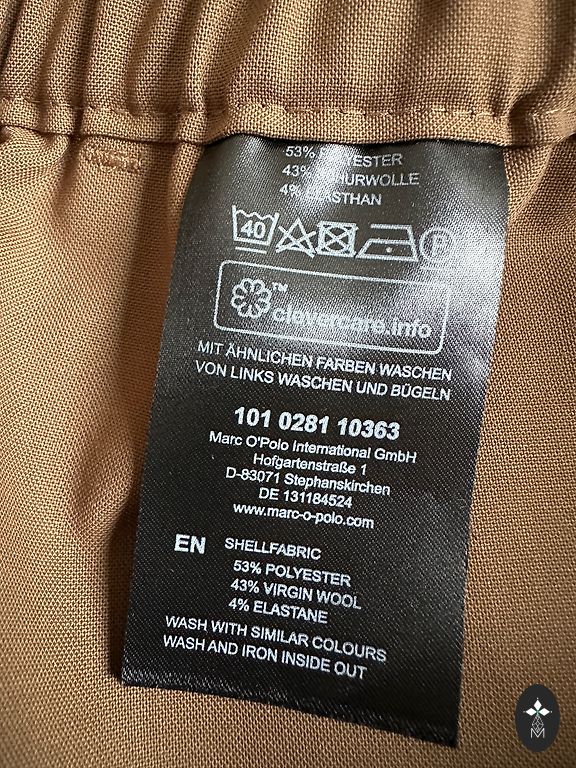 53% POLYESTER
43% SCHURWOLLE
4% ELASTHAN
40
P
TM
clevercare.info
MIT ÄHNLICHEN FARBEN WASCHEN
VON LINKS WASCHEN UND BÜGELN
101 0281 10363
Marc O'Polo International GmbH
Hofgartenstraße 1
D-83071 Stephanskirchen
DE 131184524
www.marc-o-polo.com
EN SHELLFABRIC
53% POLYESTER
43% VIRGIN WOOL
4% ELASTANE
WASH WITH SIMILAR COLOURS
WASH AND IRON INSIDE OUT
M